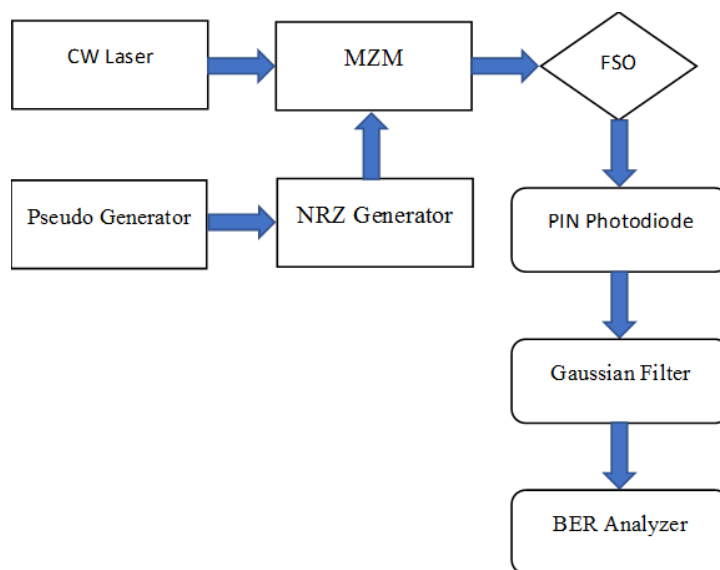 CW Laser
MZM
FSO
Pseudo Generator
NRZ Generator
PIN Photodiode
Gaussian Filter
BER Analyzer